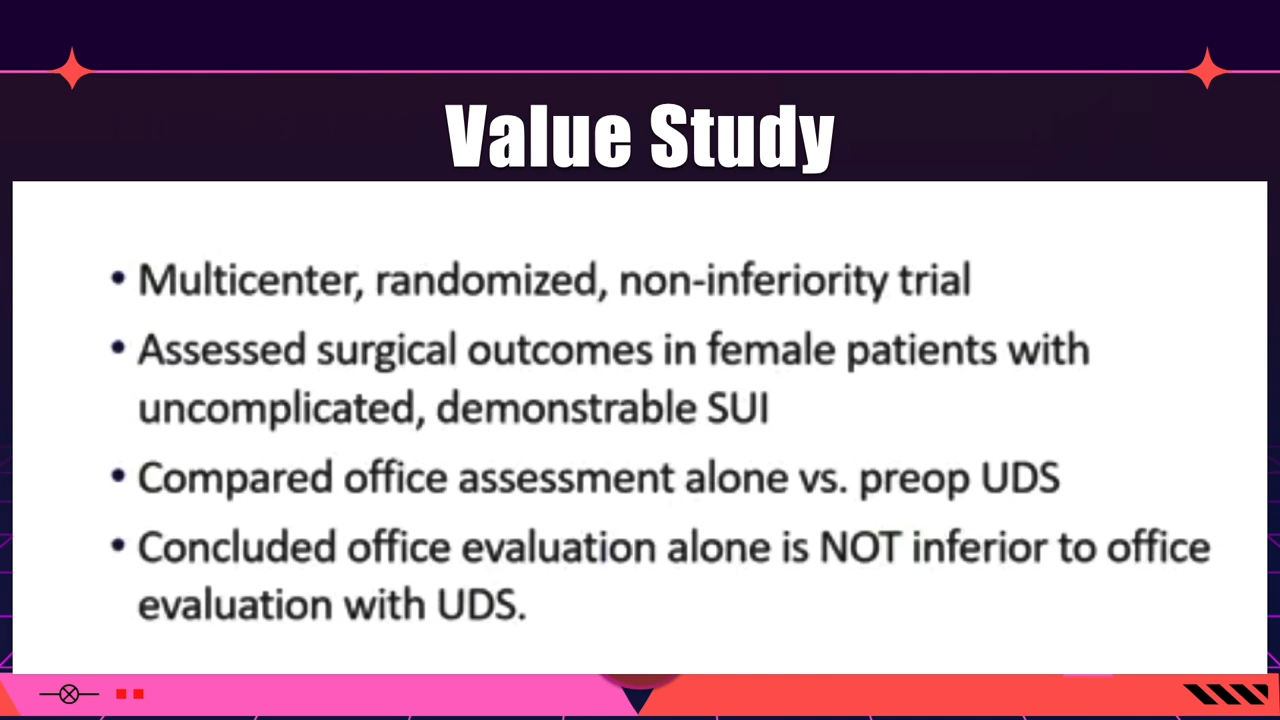 Value Study
• Multicenter, randomized, non-inferiority trial
• Assessed surgical outcomes in female patients with
uncomplicated, demonstrable SUI
• Compared office assessment alone vs. preop UDS
• Concluded office evaluation alone is NOT inferior to office
evaluation with UDS.